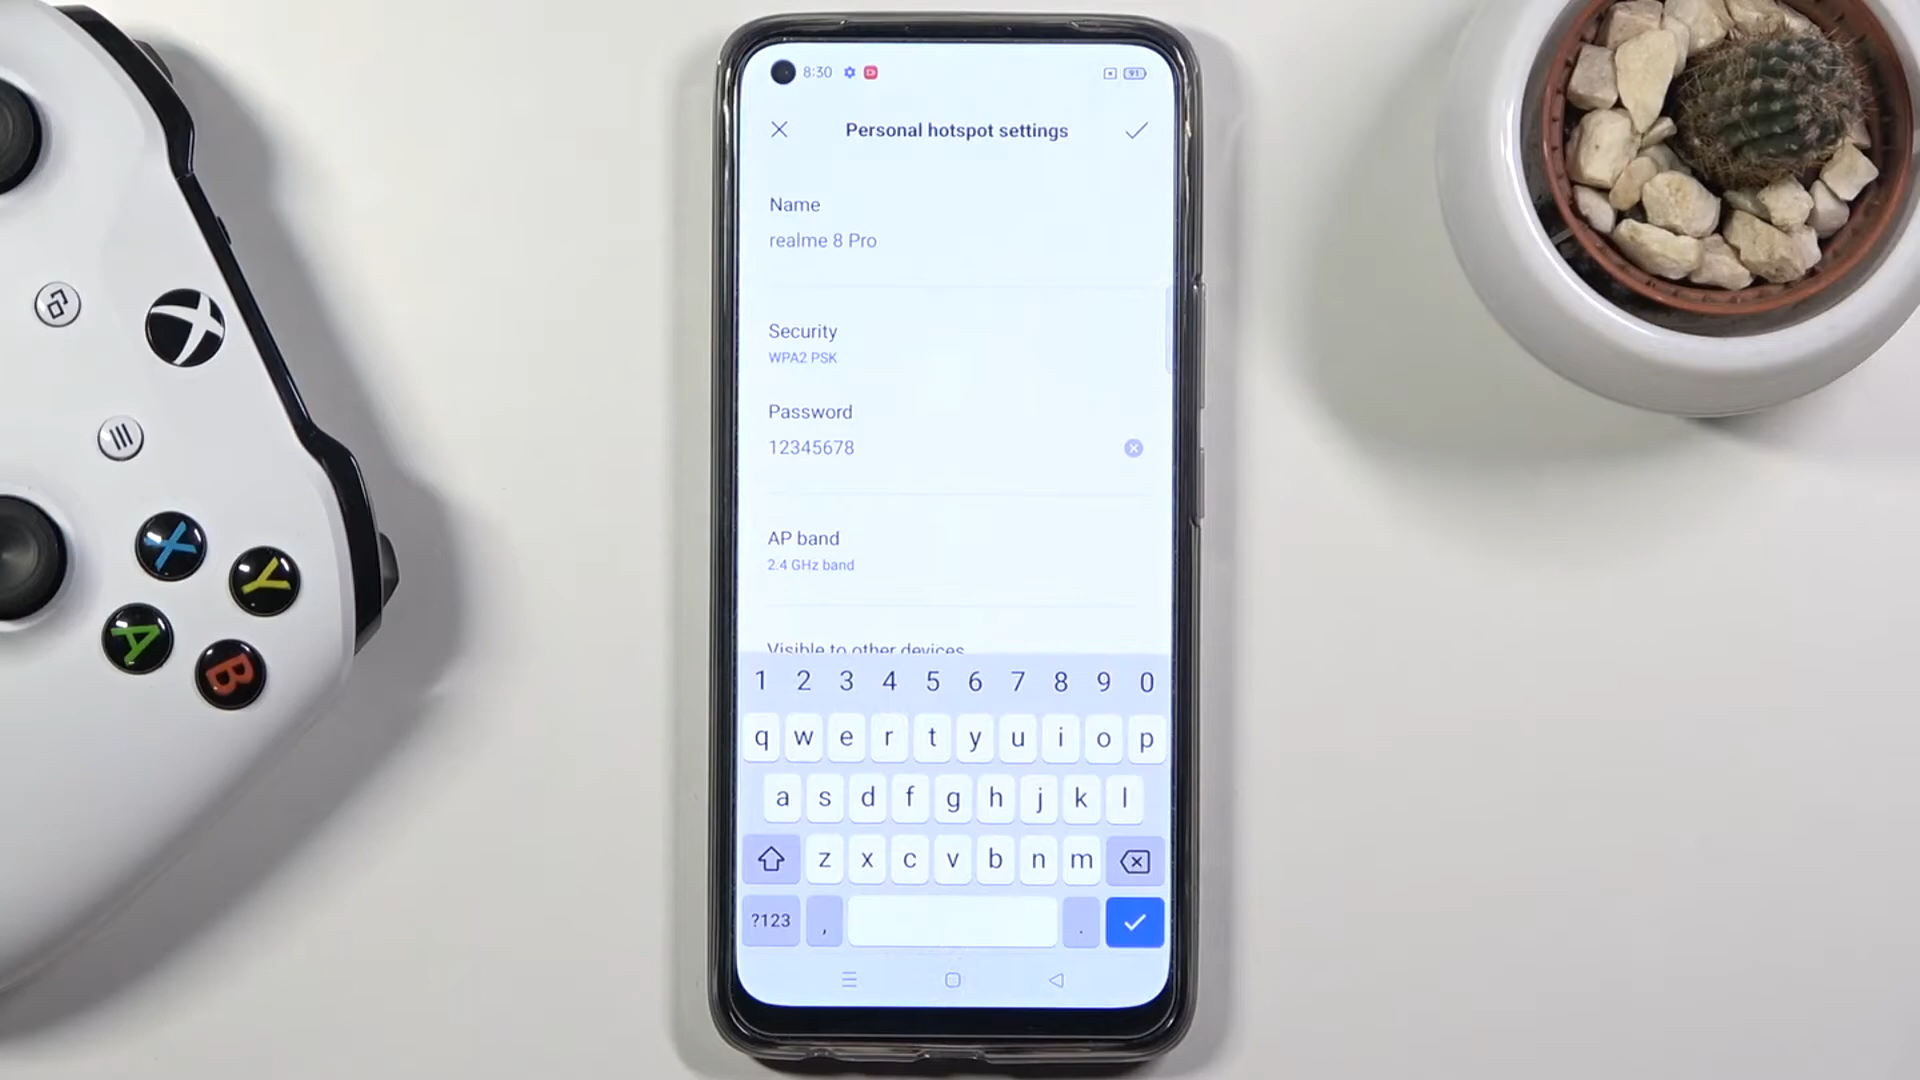 8:30
91
Personal hotspot settings
Name
realme 8 Pro
Security
WPA2 PSK
Password
12345678
AP band
2.4 GHz band
Visible to other devices
1 2 3 4 5 6 7 8 9 0
q w e r t y u i o p
a s d f g h j k l
z x c v b n m
?123 , .
X
Y
A
B